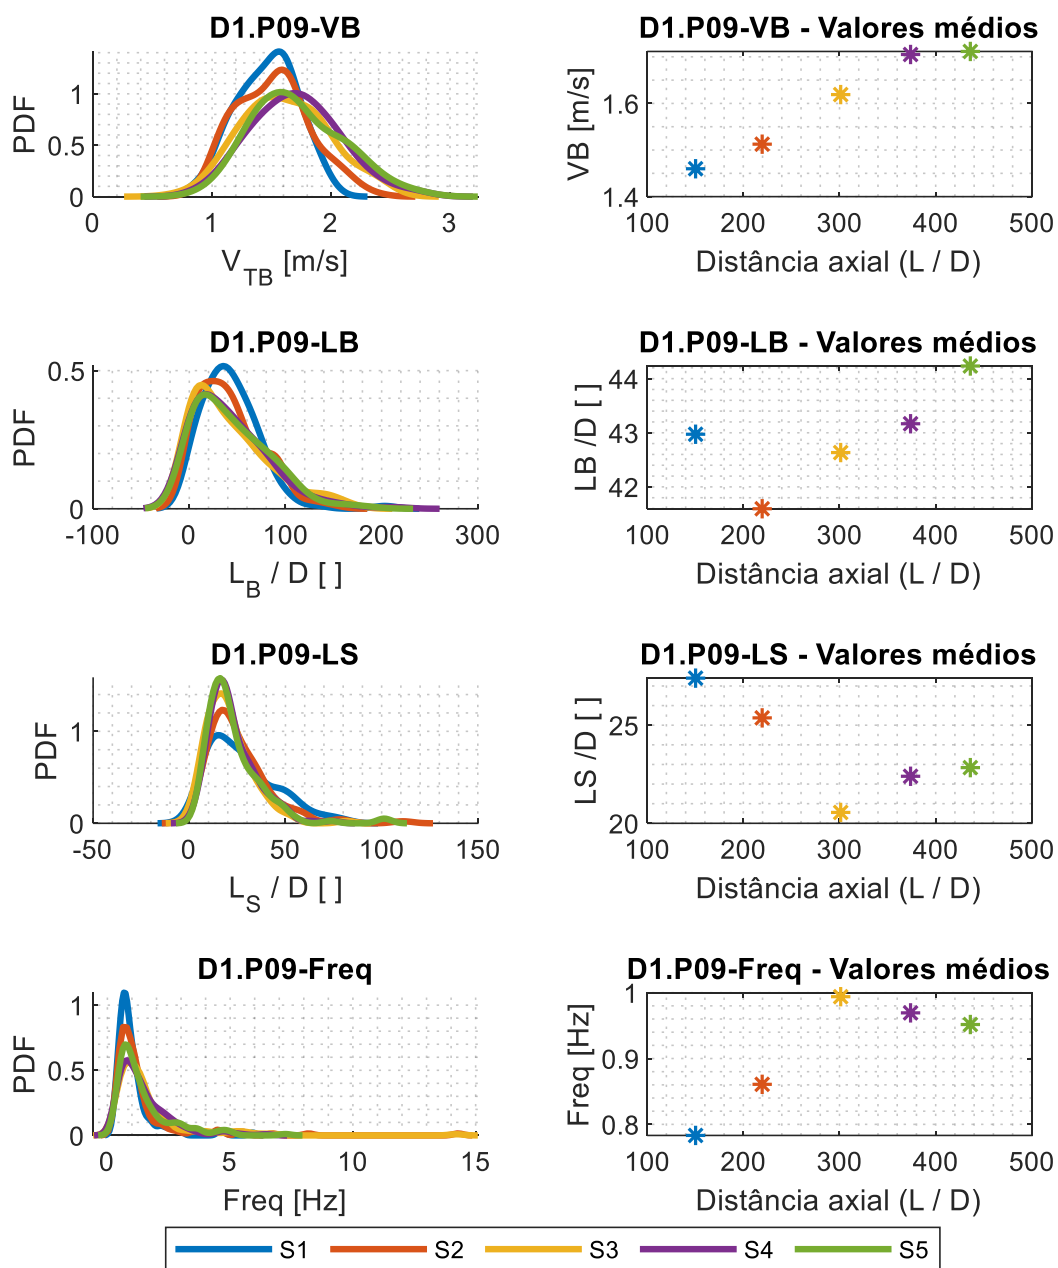 D1.P09-VB
PDF
1
0.5
0
0
1
2
3
V_TB [m/s]
D1.P09-VB - Valores médios
VB [m/s]
1.6
1.4
100
200
300
400
500
Distância axial (L / D)
D1.P09-LB
PDF
0.5
0
-100
0
100
200
300
L_B / D [ ]
D1.P09-LB - Valores médios
LB /D [ ]
44
43
42
100
200
300
400
500
Distância axial (L / D)
D1.P09-LS
PDF
1
0
-50
0
50
100
150
L_S / D [ ]
D1.P09-LS - Valores médios
LS /D [ ]
25
20
100
200
300
400
500
Distância axial (L / D)
D1.P09-Freq
PDF
1
0.5
0
0
5
10
15
Freq [Hz]
D1.P09-Freq - Valores médios
Freq [Hz]
1
0.9
0.8
100
200
300
400
500
Distância axial (L / D)
S1
S2
S3
S4
S5